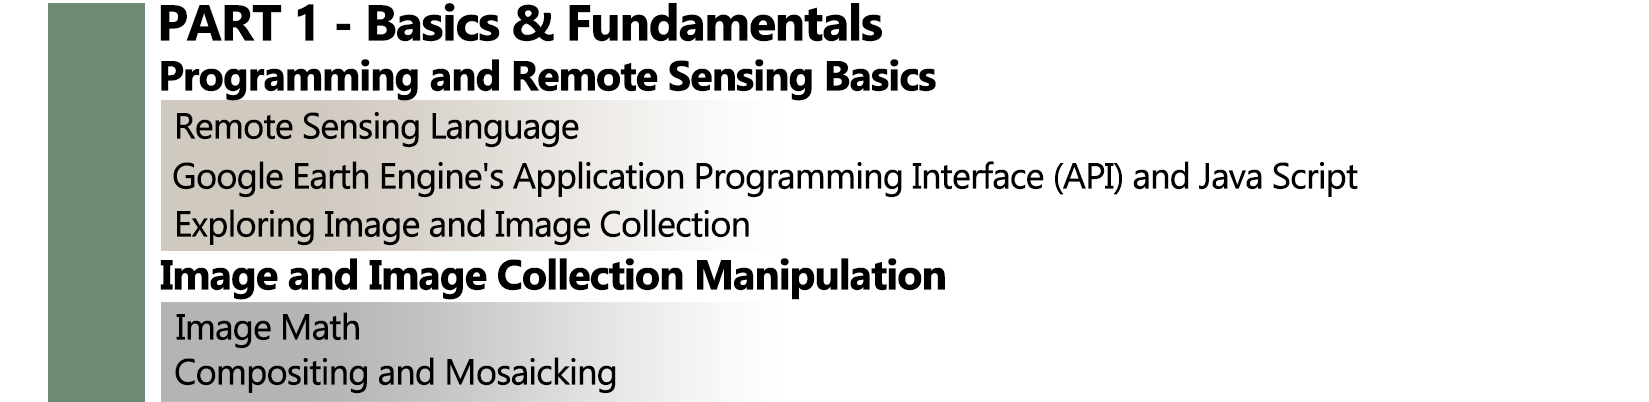 PART 1 - Basics & Fundamentals
Programming and Remote Sensing Basics
Remote Sensing Language
Google Earth Engine's Application Programming Interface (API) and Java Script
Exploring Image and Image Collection
Image and Image Collection Manipulation
Image Math
Compositing and Mosaicking